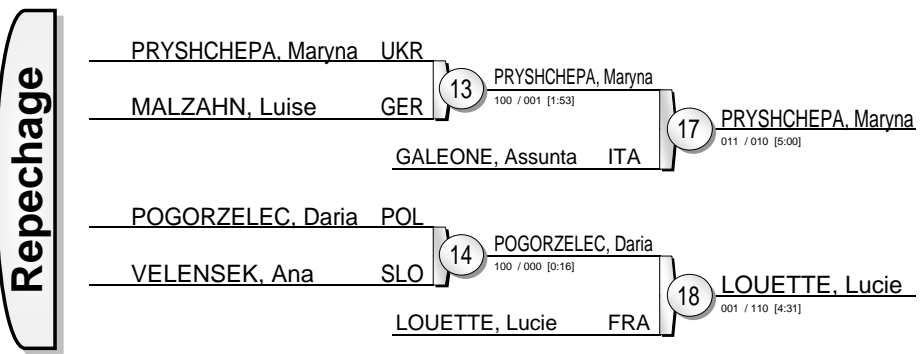 Repechage
PRYSHCHEPA, Maryna UKR
MALZAHN, Luise GER
13
PRYSHCHEPA, Maryna
100 / 001 [1:53]
GALEONE, Assunta ITA
17
PRYSHCHEPA, Maryna
011 / 010 [5:00]
POGORZELEC, Daria POL
VELENSEK, Ana SLO
14
POGORZELEC, Daria
100 / 000 [0:16]
LOUETTE, Lucie FRA
18
LOUETTE, Lucie
001 / 110 [4:31]